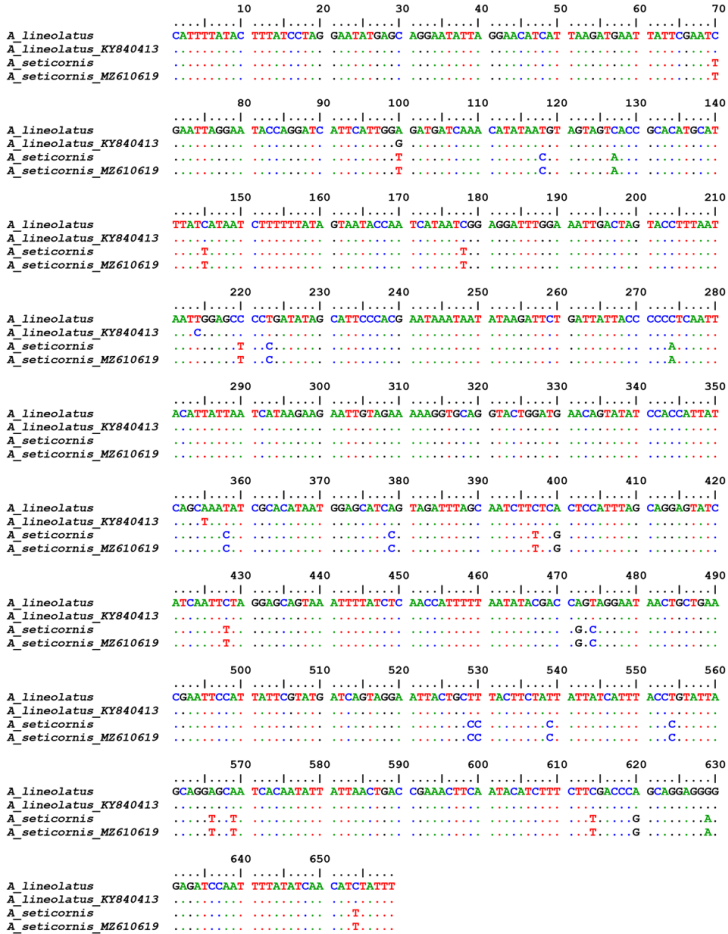 10 20 30 40 50 60 70
A_lineolatus CATTTTATAC TTTATCCTAG GAATATGAGC AGGAATATTA GGAACATCAT TAAGATGAAT TATTCGAATC
A_lineolatus_KY840413 .......... .......... .......... .......... .......... .......... ..........
A_seticornis .......... .......... .......... .......... .......... .......... .........T
A_seticornis_MZ610619 .......... .......... .......... .......... .......... .......... .........T
80 90 100 110 120 130 140
A_lineolatus GAATTAGGAA TACCAGGATC ATTCATTGGA GATGATCAAA CATATAATGT AGTAGTCACC GCACATGCAT
A_lineolatus_KY840413 .......... .......... .........G .......... .......... .......... ..........
A_seticornis .......... .......... .........T .......... .......C.. ......A... ..........
A_seticornis_MZ610619 .......... .......... .........T .......... .......C.. ......A... ..........
150 160 170 180 190 200 210
A_lineolatus TTATCATAAT CTTTTTTATA GTAATACCAA TCATAATCGG AGGATTTGGA AATTGACTAG TACCTTTAAT
A_lineolatus_KY840413 .......... .......... .......... .......... .......... .......... ..........
A_seticornis ....T..... .......... .......... .......T.. .......... .......... ..........
A_seticornis_MZ610619 ....T..... .......... .......... .......T.. .......... .......... ..........
220 230 240 250 260 270 280
A_lineolatus AATTGGAGCC CCTGATATAG CATTCCCACG AATAAATAAT ATAAGATTCT GATTATTACC CCCCTCAATT
A_lineolatus_KY840413 ...C...... .......... .......... .......... .......... .......... ..........
A_seticornis .........T ..C....... .......... .......... .......... .......... ...A......
A_seticornis_MZ610619 .........T ..C....... .......... .......... .......... .......... ...A......
290 300 310 320 330 340 350
A_lineolatus ACATTATTAA TCATAAGAAG AATTGTAGAA AAAGGTGCAG GTACTGGATG AACAGTATAT CCACCATTAT
A_lineolatus_KY840413 .......... .......... .......... .......... .......... .......... ..........
A_seticornis .......... .......... .......... .......... .......... .......... ..........
A_seticornis_MZ610619 .......... .......... .......... .......... .......... .......... ..........
360 370 380 390 400 410 420
A_lineolatus CAGCAAATAT CGCACATAAT GGAGCATCAG TAGATTTAGC AATCTTCTCA CTCCATTTAG CAGGAGTATC
A_lineolatus_KY840413 ....T..... .......... .......... .......... .......... .......... ..........
A_seticornis .......C.. .......... ........C. .......... ......T..G .......... ..........
A_seticornis_MZ610619 .......C.. .......... ........C. .......... ......T..G .......... ..........
430 440 450 460 470 480 490
A_lineolatus ATCAATTCTA GGAGCAGTAA ATTTTATCTC AACCATTTTT AATATACGAC CAGTAGGAAT AACTGCTGAA
A_lineolatus_KY840413 .......... .......... .......... .......... .......... .......... ..........
A_seticornis .......T.. .......... .......... .......... .......... .G.C...... ..........
A_seticornis_MZ610619 .......T.. .......... .......... .......... .......... .G.C...... ..........
500 510 520 530 540 550 560
A_lineolatus CGAATTCCAT TATTCGTATG ATCAGTAGGA ATTACTGCTT TACTTCTATT ATTATCATTT ACCTGTATTA
A_lineolatus_KY840413 .......... .......... .......... .......... .......... .......... ..........
A_seticornis .......... .......... .......... ........CC ........C. .......... ...C......
A_seticornis_MZ610619 .......... .......... .......... ........CC ........C. .......... ...C......
570 580 590 600 610 620 630
A_lineolatus GCAGGAGCAA TCACAATATT ATTAACTGAC CGAAACTTCA ATACATCTTT CTTCGACCCA GCAGGAGGGG
A_lineolatus_KY840413 .......... .......... .......... .......... .......... .......... ..........
A_seticornis .....T..T. .......... .......... .......... .......... ...T.....G ........A.
A_seticornis_MZ610619 .....T..T. .......... .......... .......... .......... ...T.....G ........A.
640 650
A_lineolatus GAGATCCAAT TTTATATCAA CATCTATTT
A_lineolatus_KY840413 .......... .......... .........
A_seticornis .......... .......... ...T.....
A_seticornis_MZ610619 .......... .......... ...T.....